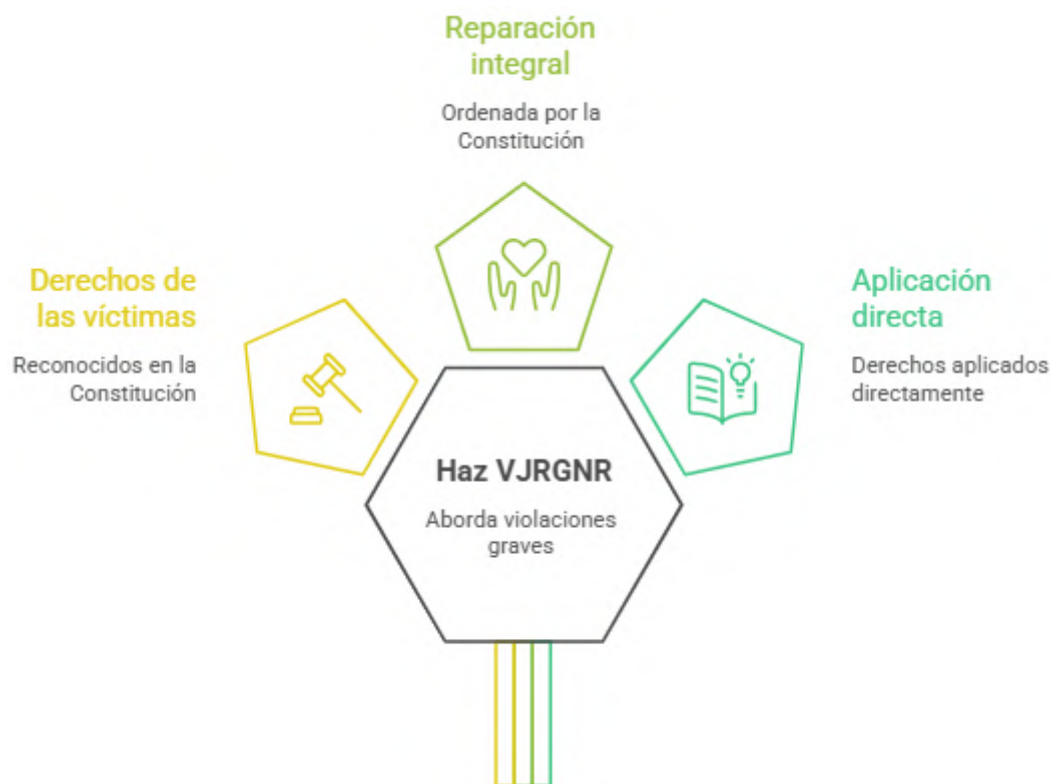 Reparación
integral
Ordenada por la
Constitución
Derechos de
las víctimas
Reconocidos en la
Constitución
Aplicación
directa
Derechos aplicados
directamente
Haz VJRGNR
Aborda violaciones
graves